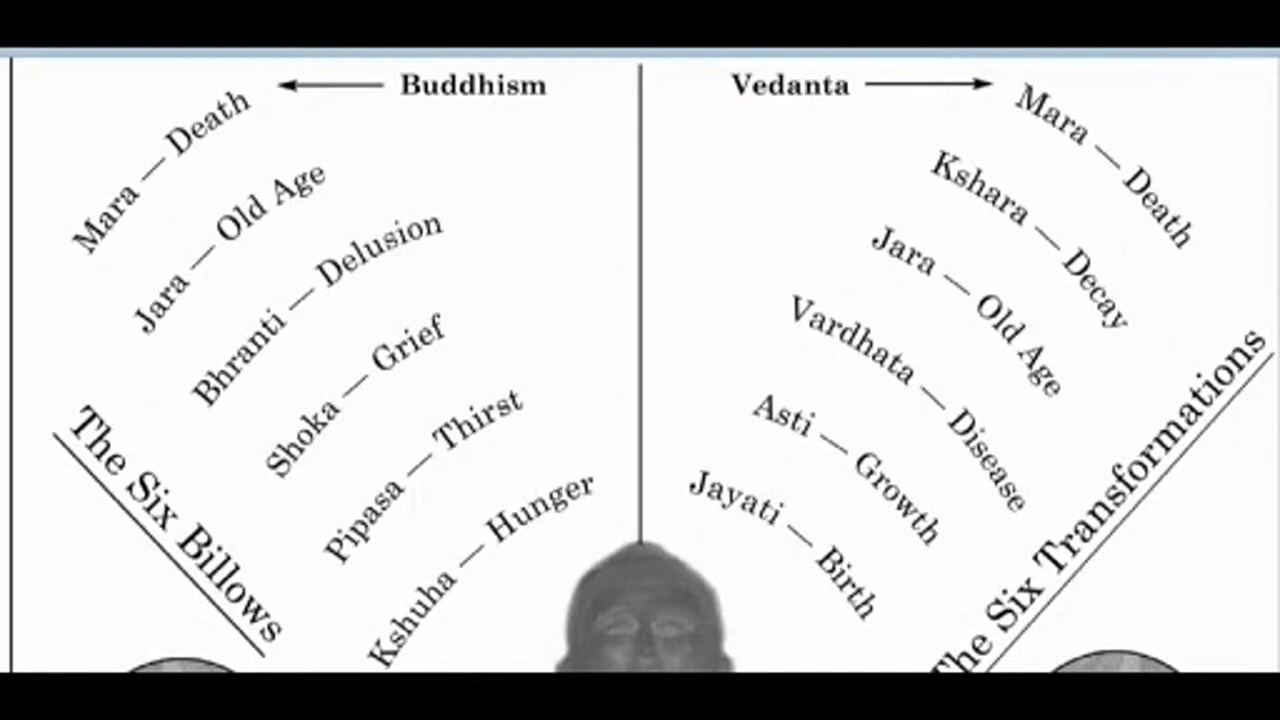 Buddhism
Mara — Death
Jara — Old Age
Bhranti — Delusion
Shoka — Grief
Pipasa — Thirst
Kshuha — Hunger
The Six Billows
Vedanta
Mara — Death
Kshara — Decay
Jara — Old Age
Vardhata — Disease
Asti — Growth
Jayati — Birth
The Six Transformations